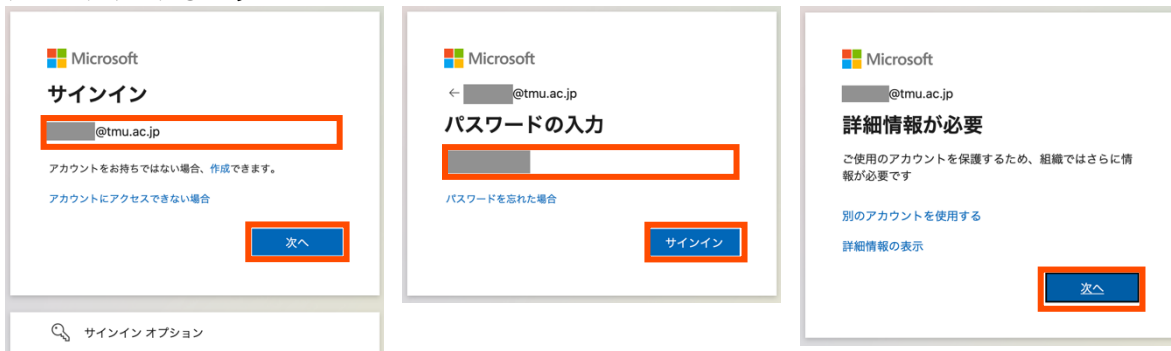 Microsoft
サインイン
@tmu.ac.jp
アカウントをお持ちではない場合、作成できます。
アカウントにアクセスできない場合
次へ
サインイン オプション
Microsoft
← @tmu.ac.jp
パスワードの入力
パスワードを忘れた場合
サインイン
Microsoft
@tmu.ac.jp
詳細情報が必要
ご使用のアカウントを保護するため、組織ではさらに情
報が必要です
別のアカウントを使用する
詳細情報の表示
次へ